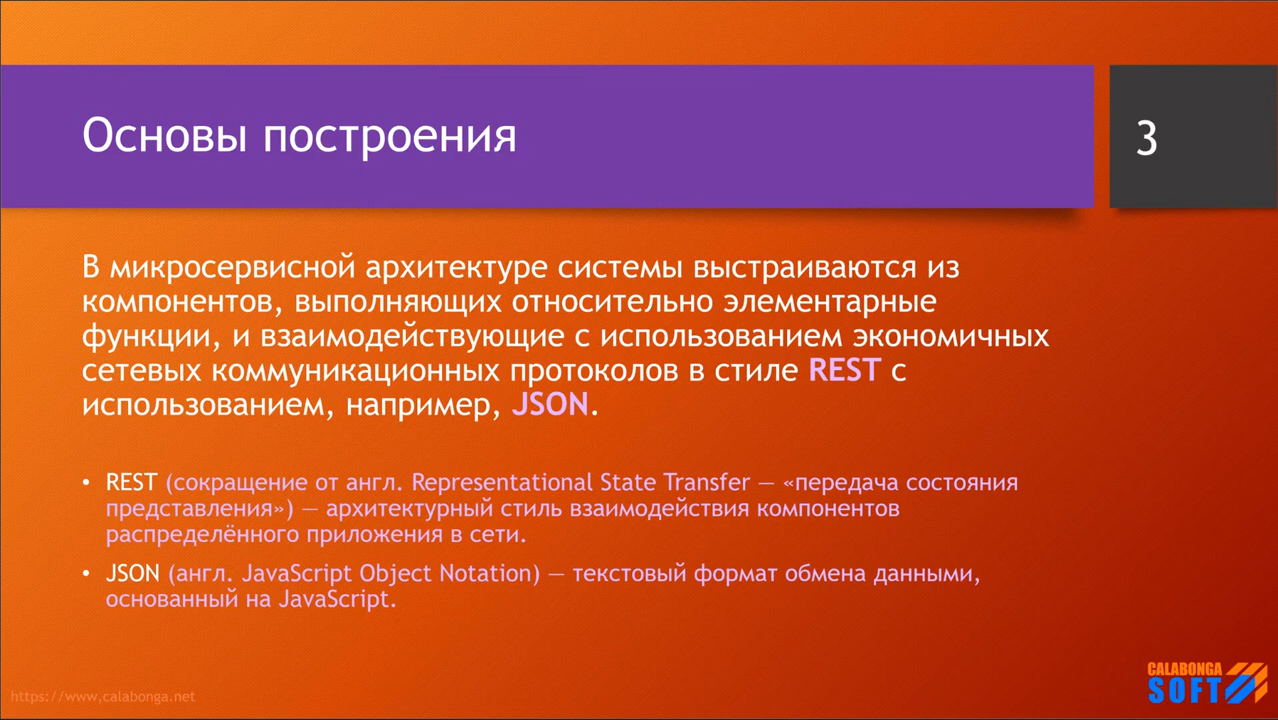 Основы построения
3
В микросервисной архитектуре системы выстраиваются из
компонентов, выполняющих относительно элементарные
функции, и взаимодействующие с использованием экономичных
сетевых коммуникационных протоколов в стиле REST с
использованием, например, JSON.
• REST (сокращение от англ. Representational State Transfer — «передача состояния
представления») — архитектурный стиль взаимодействия компонентов
распределённого приложения в сети.
• JSON (англ. JavaScript Object Notation) — текстовый формат обмена данными,
основанный на JavaScript.
https://www.calabonga.net
CALABONGA
SOFT